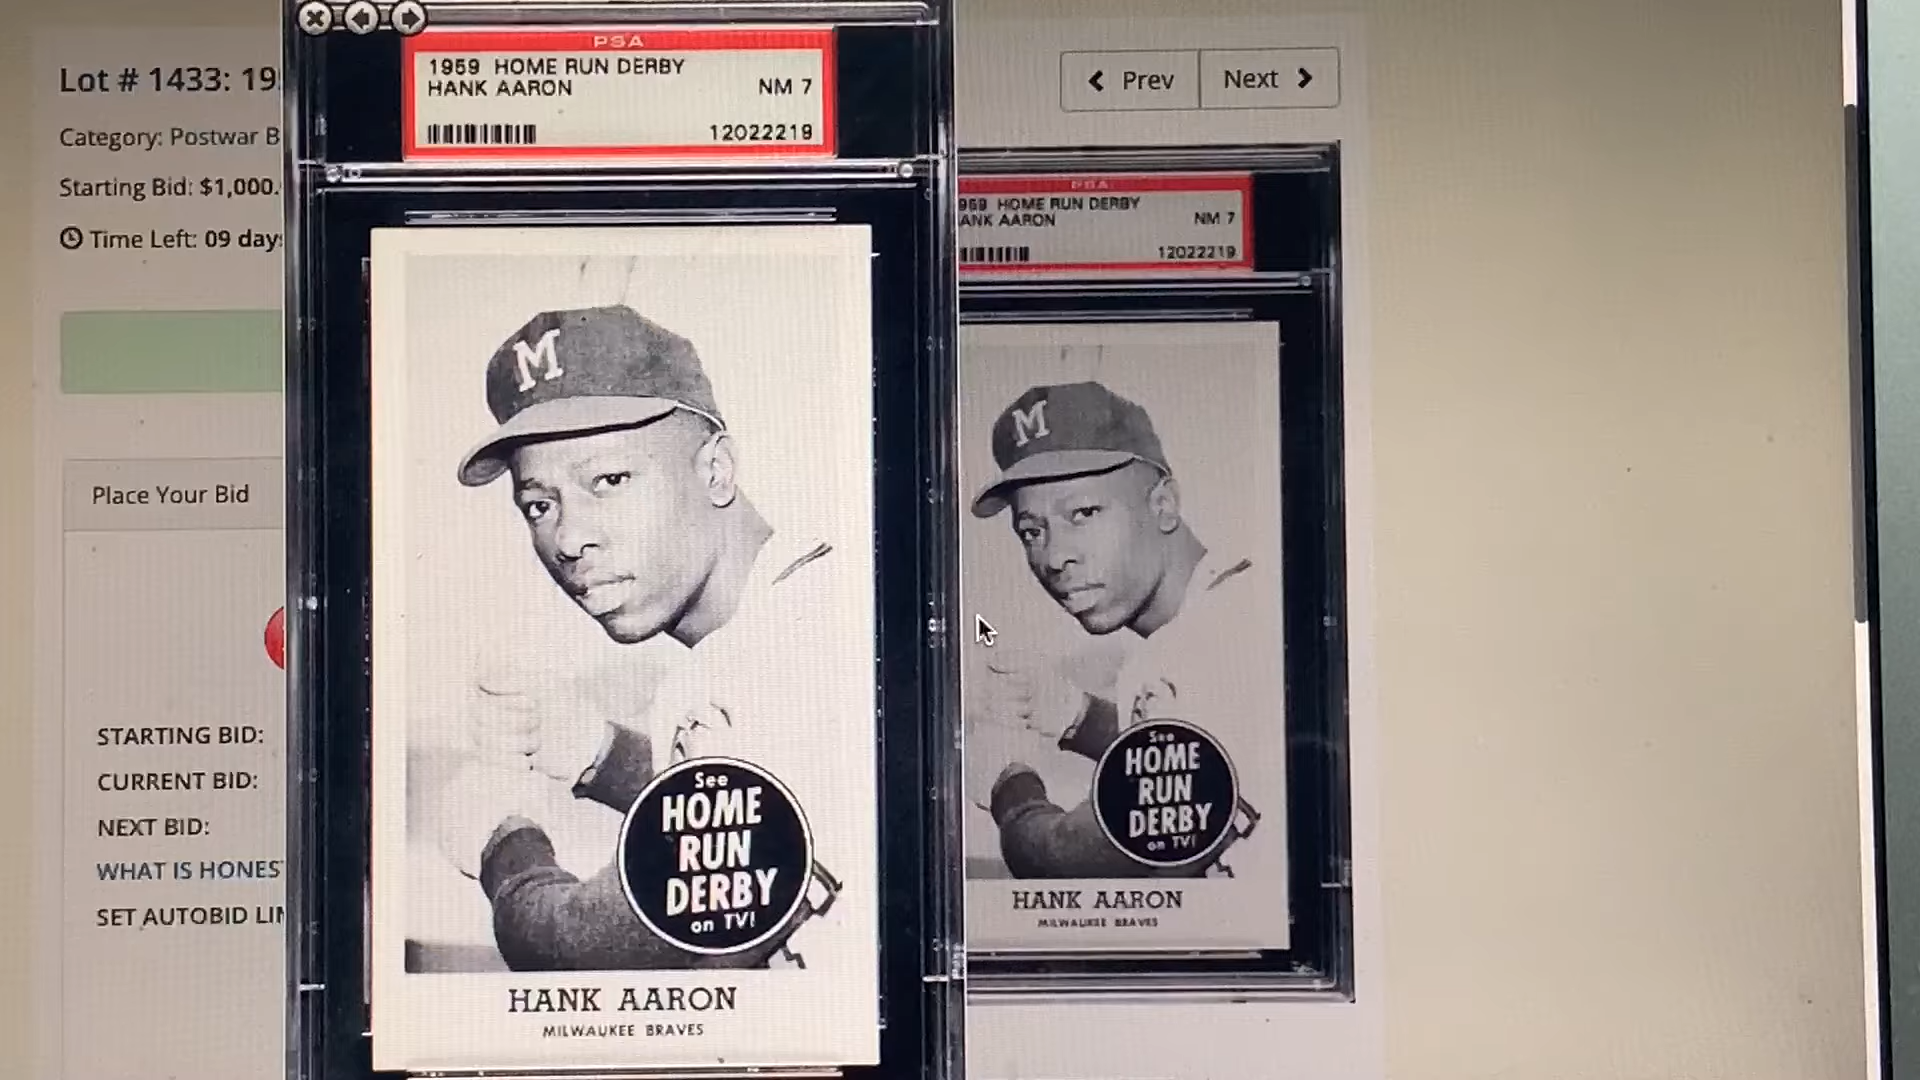 Lot # 1433: 19
Category: Postwar B
Starting Bid: $1,000.
Time Left: 09 day
Place Your Bid
STARTING BID:
CURRENT BID:
NEXT BID:
WHAT IS HONES
SET AUTOBID LI
PSA
1959 HOME RUN DERBY
HANK AARON NM 7
12022219
M
See
HOME
RUN
DERBY
on TV!
HANK AARON
MILWAUKEE BRAVES
Prev
Next
PSA
959 HOME RUN DERBY
ANK AARON NM 7
12022219
M
See
HOME
RUN
DERBY
on TV!
HANK AARON
MILWAUKEE BRAVES